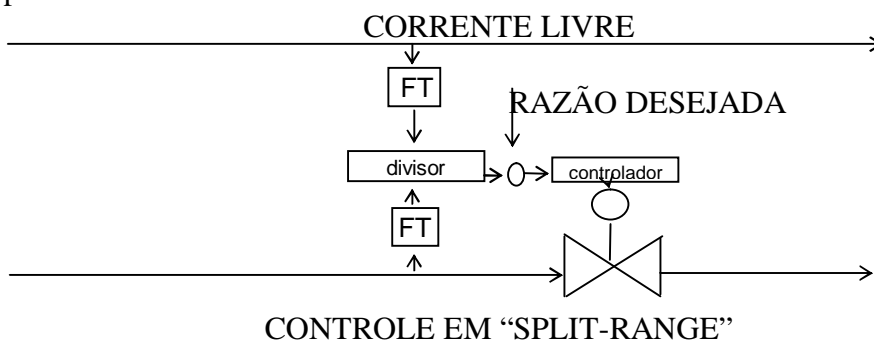 CORRENTE LIVRE
FT
RAZÃO DESEJADA
divisor
controlador
FT
CONTROLE EM “SPLIT-RANGE”